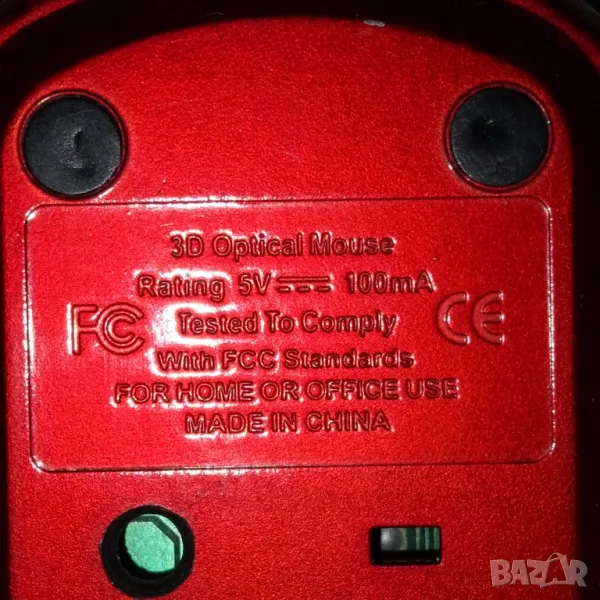 3D Optical Mouse
Rating 5V 100mA
FC Tested To Comply CE
With FCC Standards
FOR HOME OR OFFICE USE
MADE IN CHINA
BAZAR